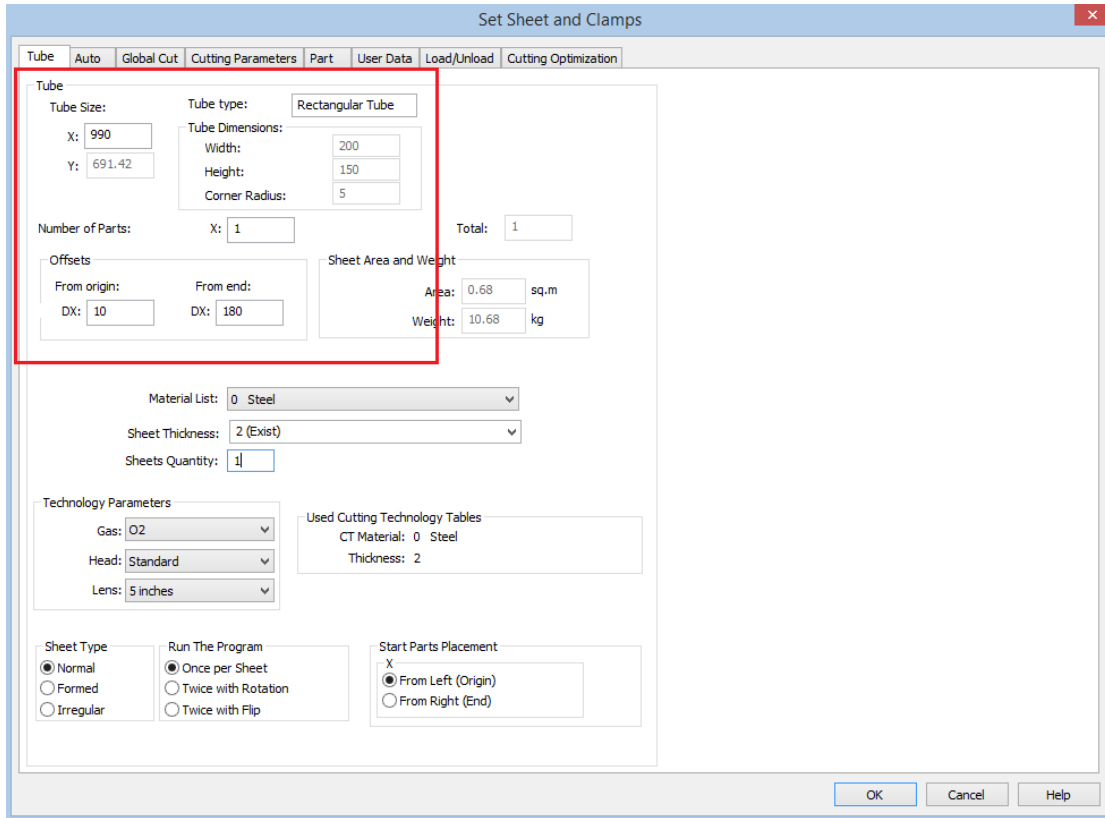 Set Sheet and Clamps
Tube Auto Global Cut Cutting Parameters Part User Data Load/Unload Cutting Optimization
Tube
Tube Size: Tube type: Rectangular Tube
X: 990 Tube Dimensions:
Width: 200
Y: 691.42
Height: 150
Corner Radius: 5
Number of Parts: X: 1 Total: 1
Offsets Sheet Area and Weight
From origin: From end:
Area: 0.68 sq.m
DX: 10 DX: 180
Weight: 10.68 kg
Material List: 0 Steel
Sheet Thickness: 2 (Exist)
Sheets Quantity: 1
Technology Parameters
Used Cutting Technology Tables
Gas: O2
CT Material: 0 Steel
Head: Standard
Thickness: 2
Lens: 5 inches
Sheet Type Run The Program Start Parts Placement
X
Normal Once per Sheet
From Left (Origin)
Formed Twice with Rotation
From Right (End)
Irregular Twice with Flip
OK Cancel Help